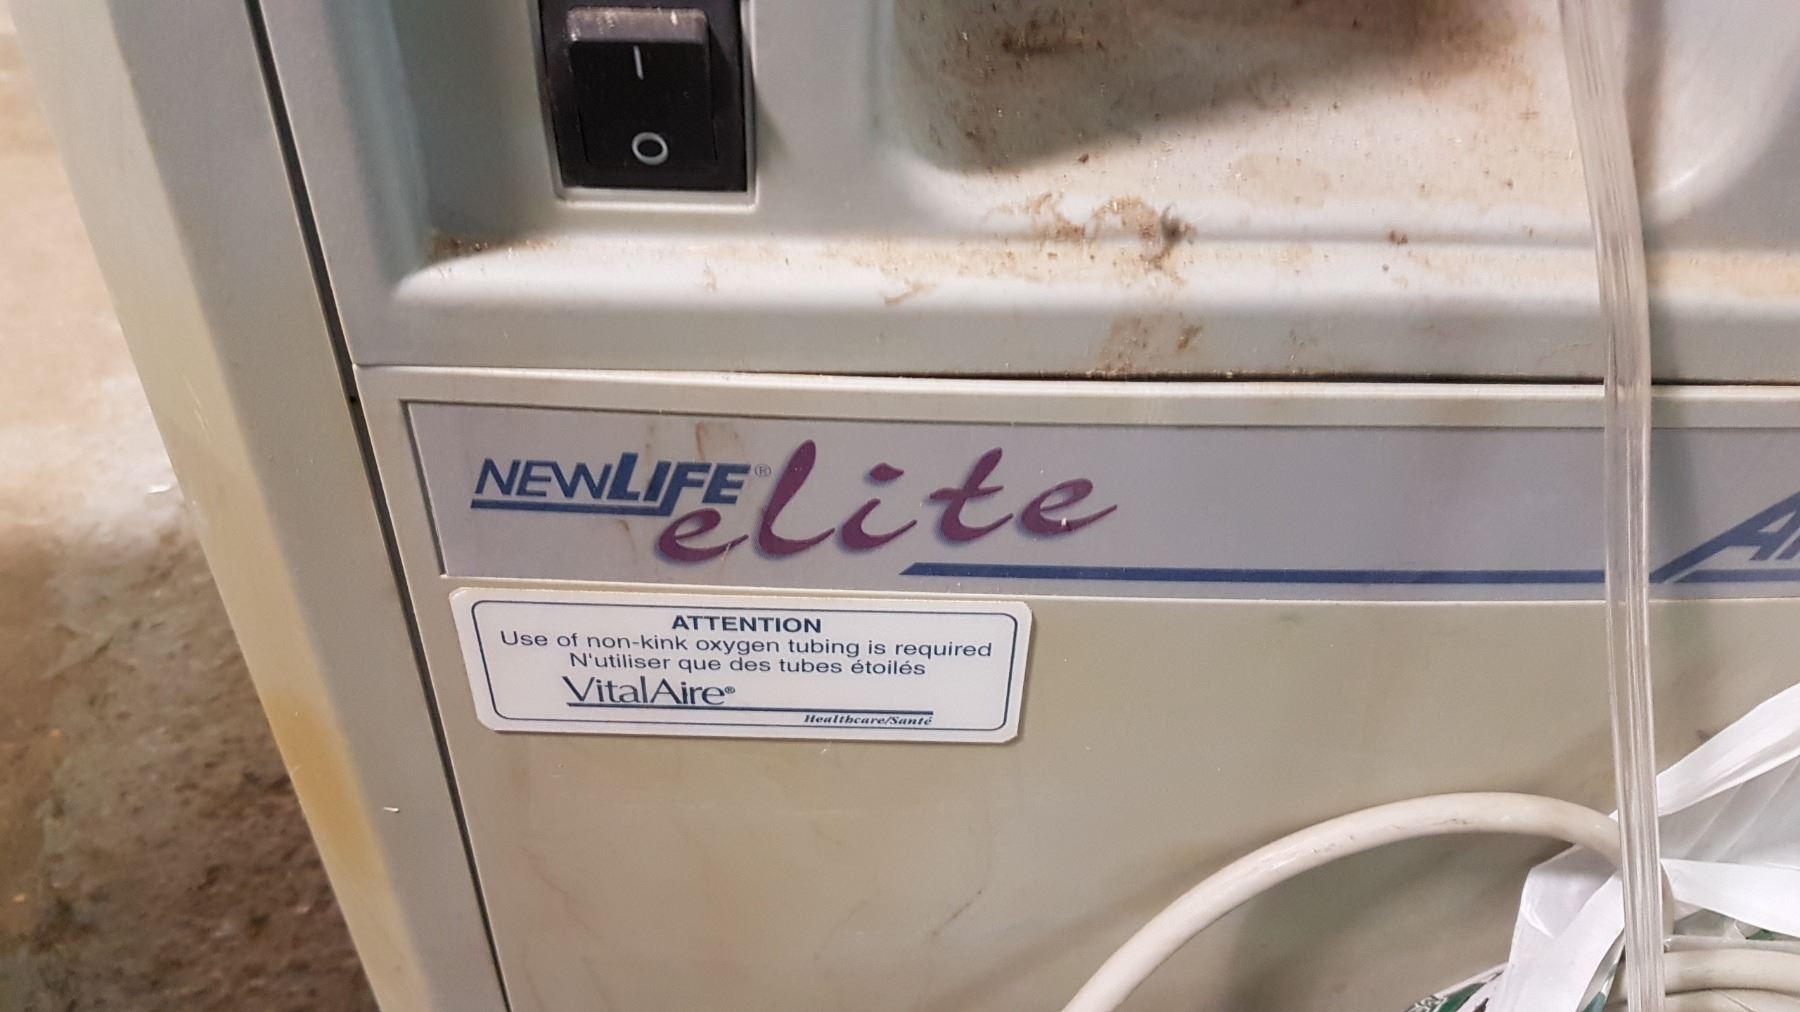 I
O
NEWLIFE® elite
ATTENTION
Use of non-kink oxygen tubing is required
N'utiliser que des tubes étoilés
VitalAire®
Healthcare/Santé